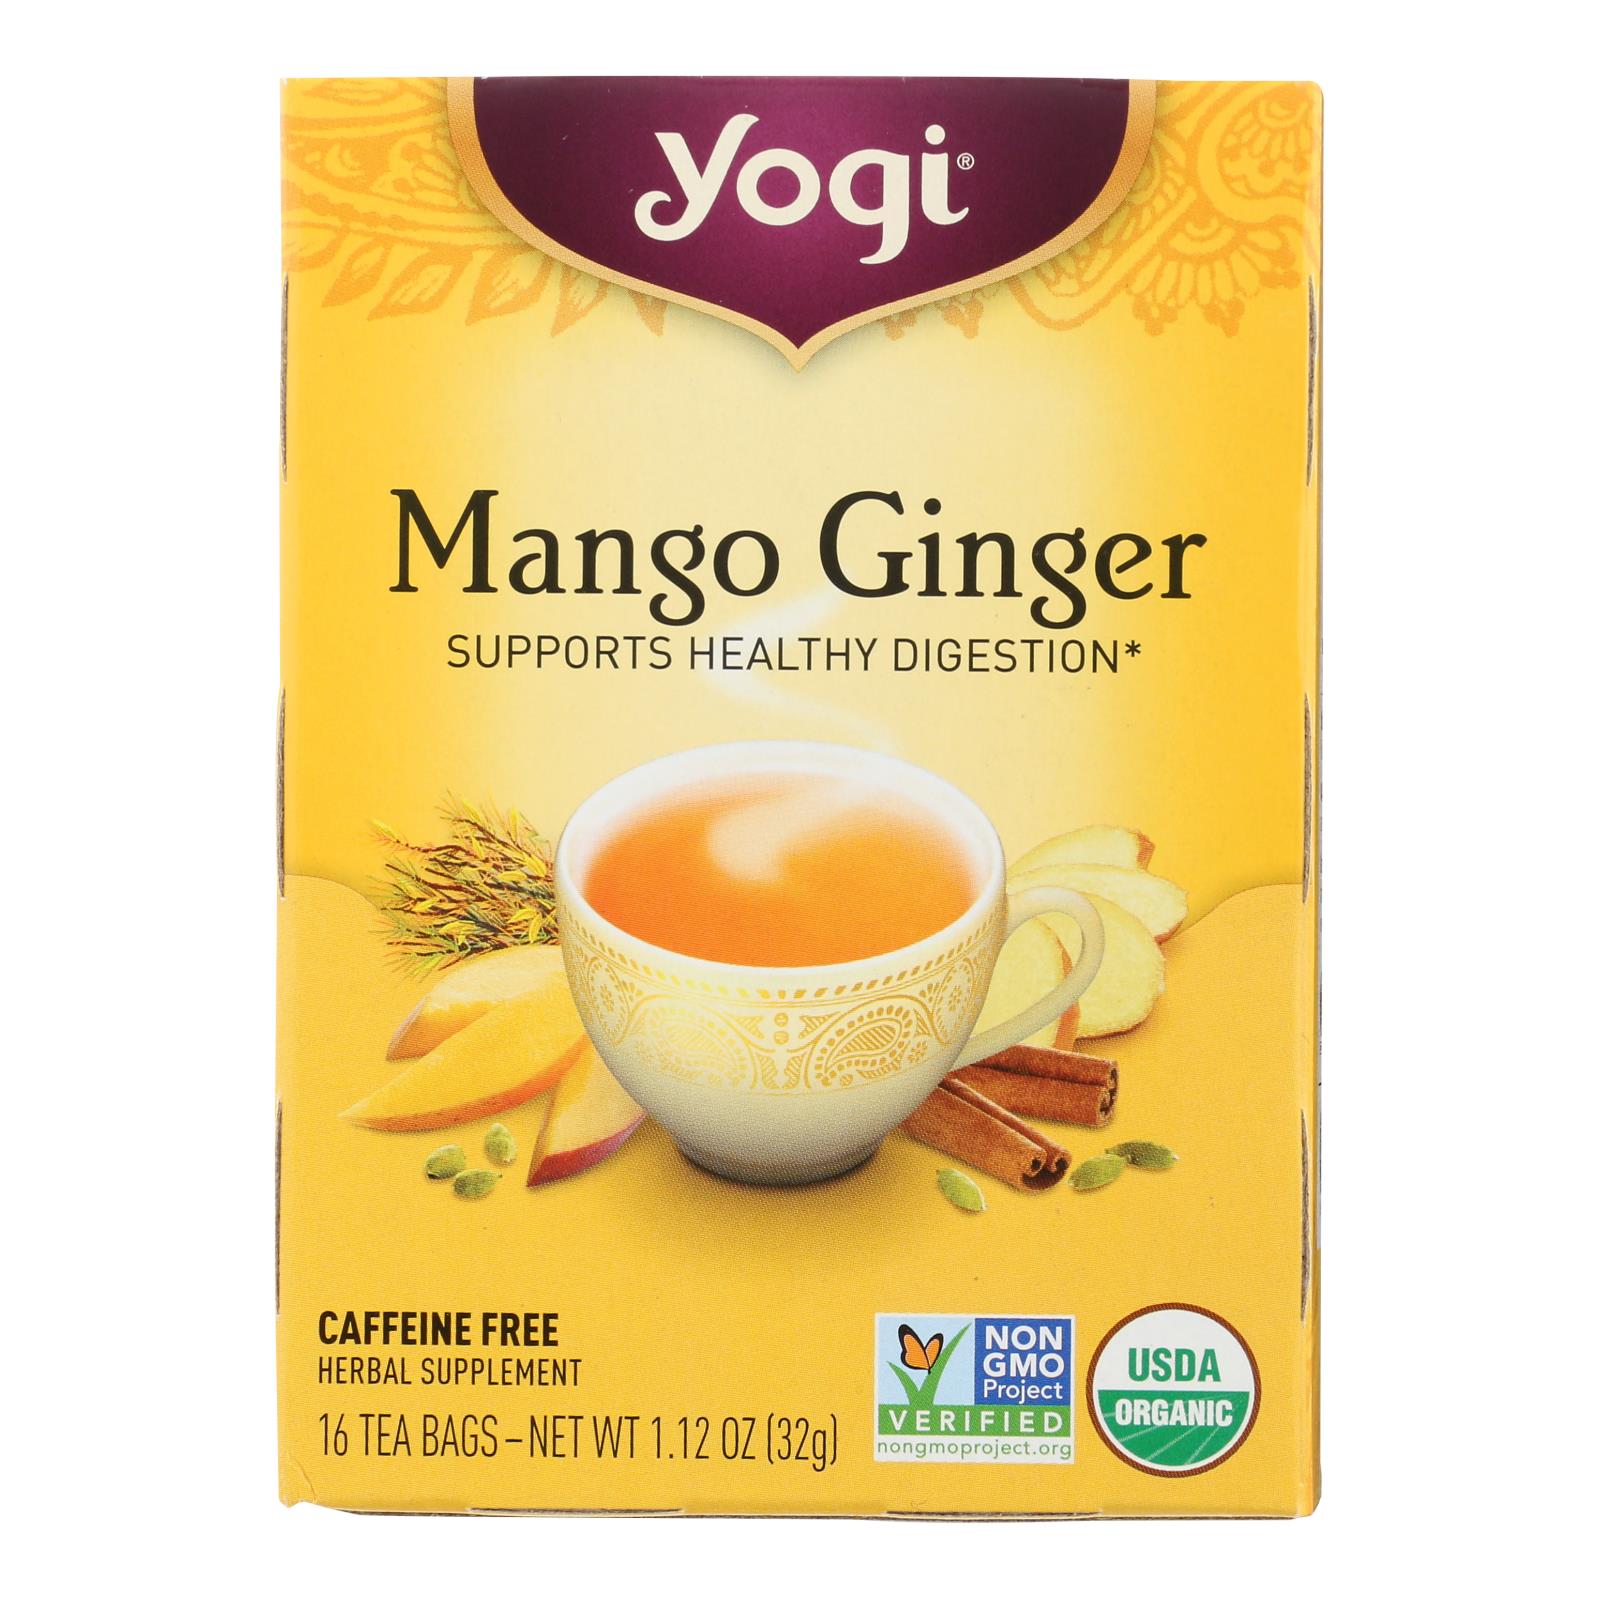 yogi®
Mango Ginger
SUPPORTS HEALTHY DIGESTION*
CAFFEINE FREE
HERBAL SUPPLEMENT
16 TEA BAGS – NET WT 1.12 OZ (32g)
NON
GMO
Project
VERIFIED
nongmoproject.org
USDA
ORGANIC